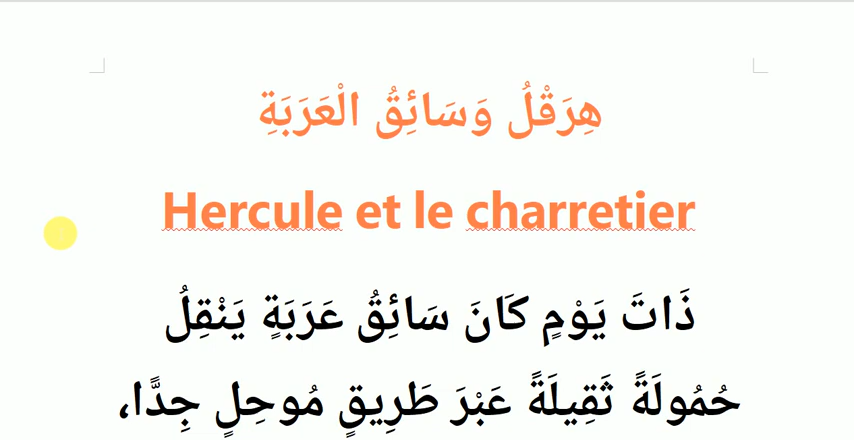 هِرَقْلُ وَسَائِقُ الْعَرَبَةِ
Hercule et le charretier
ذَاتَ يَوْمٍ كَانَ سَائِقُ عَرَبَةٍ يَنْقِلُ
حُمُولَةً ثَقِيلَةً عَبْرَ طَرِيقٍ مُوحِلٍ جِدًّا،